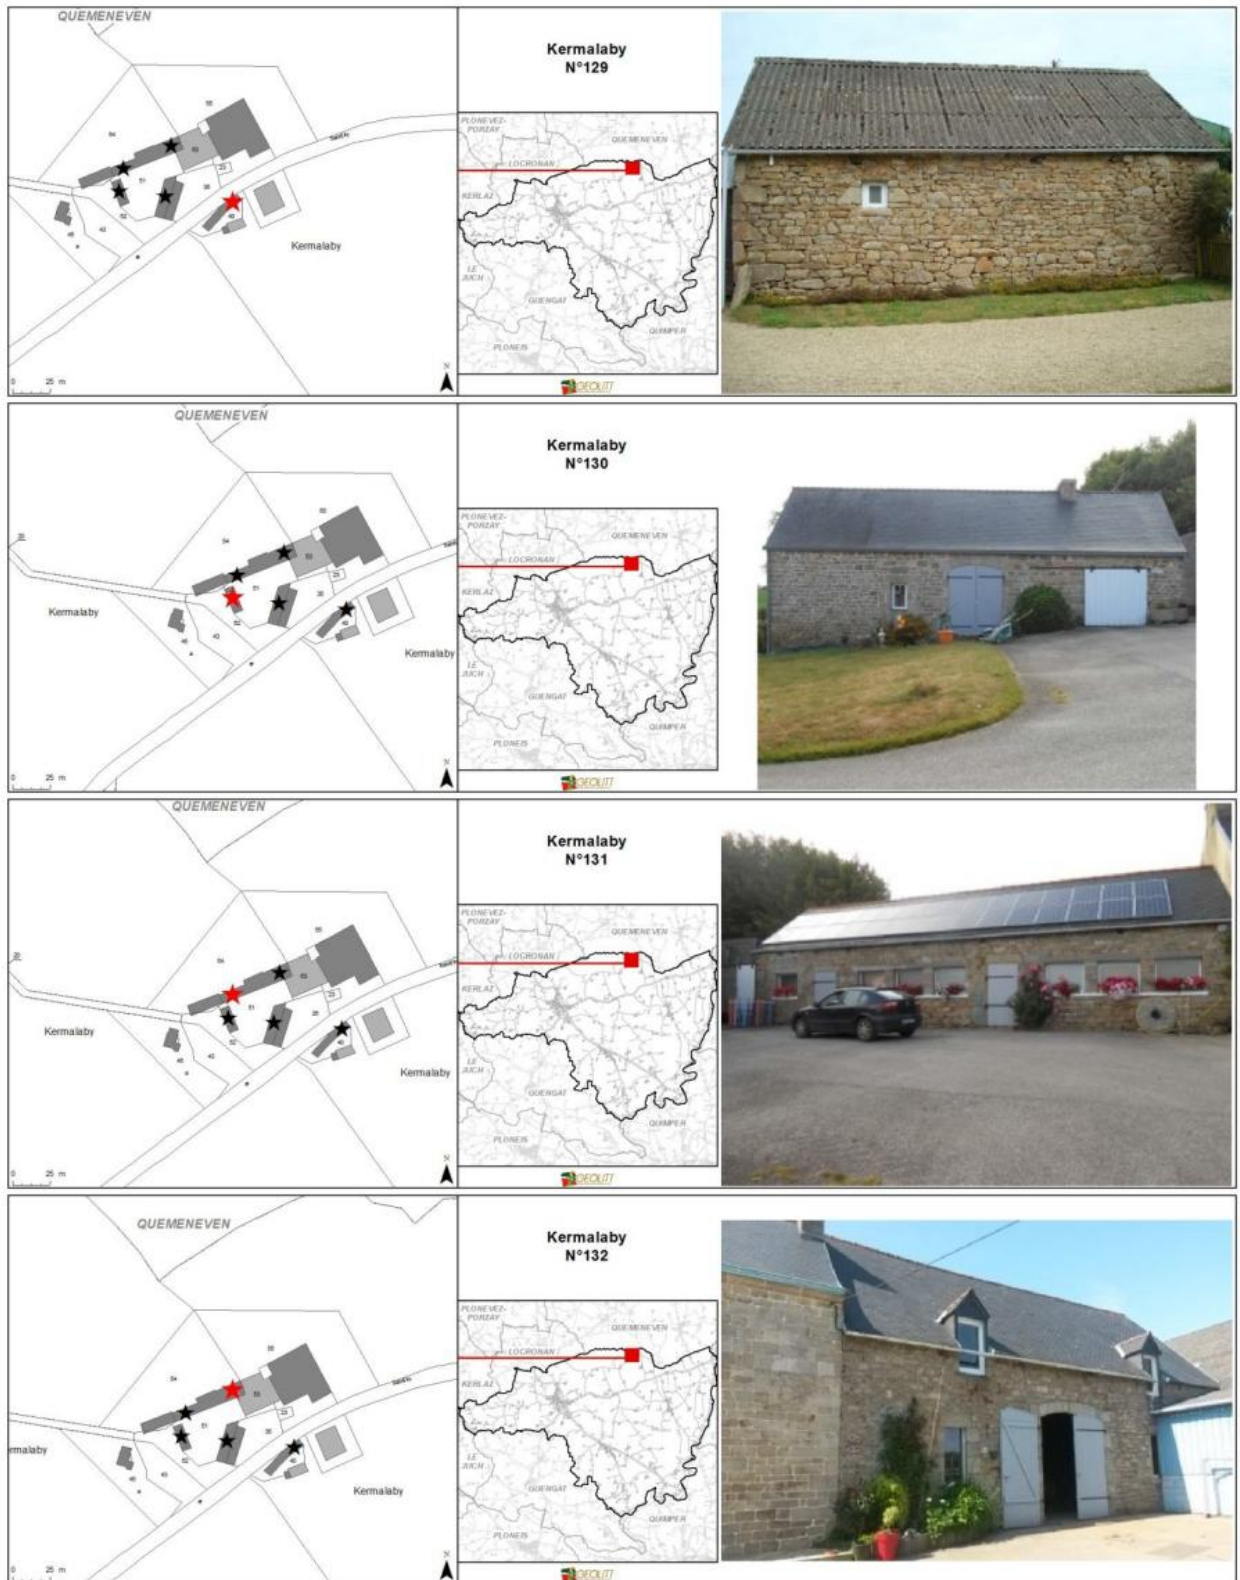 QUEMENEVEN
Kermalaby
N°129
PLONEVEZ-
PORZAY
QUEMENEVEN
LOCRONAN
KERLAZ
LE
JUCH
GUENGAT
QUIMPER
PLONEIS
Kermalaby
0 25 m
N
GEOLITT
QUEMENEVEN
Kermalaby
N°130
PLONEVEZ-
PORZAY
QUEMENEVEN
LOCRONAN
KERLAZ
LE
JUCH
GUENGAT
QUIMPER
PLONEIS
Kermalaby
Kermalaby
0 25 m
N
GEOLITT
QUEMENEVEN
Kermalaby
N°131
PLONEVEZ-
PORZAY
QUEMENEVEN
LOCRONAN
KERLAZ
LE
JUCH
GUENGAT
QUIMPER
PLONEIS
Kermalaby
Kermalaby
0 25 m
N
GEOLITT
QUEMENEVEN
Kermalaby
N°132
PLONEVEZ-
PORZAY
QUEMENEVEN
LOCRONAN
KERLAZ
LE
JUCH
GUENGAT
QUIMPER
PLONEIS
ermalaby
Kermalaby
0 25 m
N
GEOLITT